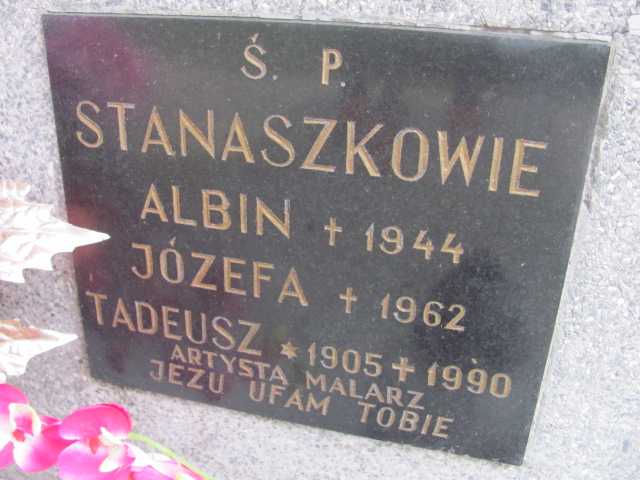 Ś. P.
STANASZKOWIE
ALBIN + 1944
JÓZEFA + 1962
TADEUSZ * 1905 + 1990
ARTYSTA MALARZ
JEZU UFAM TOBIE